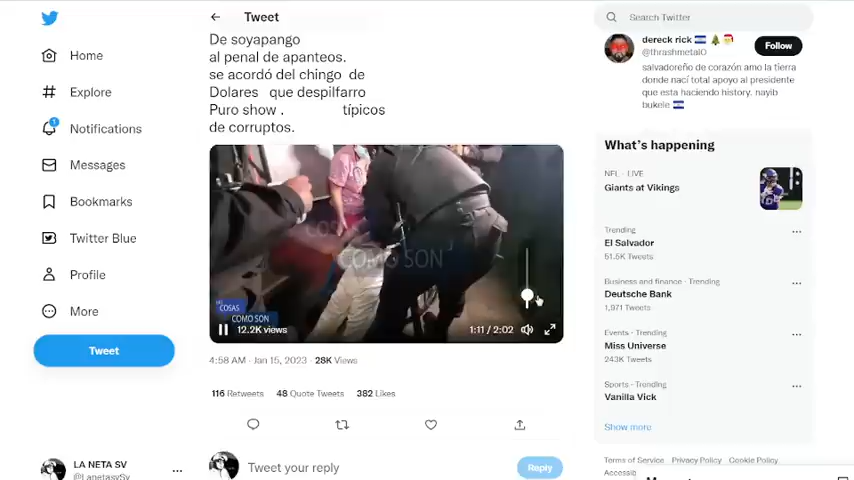 Tweet
Search Twitter
Home
Explore
1
Notifications
Messages
Bookmarks
Twitter Blue
Profile
More
Tweet
LA NETA SV
@LanetasySv
De soyapango
al penal de apanteos.
se acordó del chingo de
Dolares que despilfarro
Puro show . típicos
de corruptos.
COMO SON
COSAS
COMO SON
12.2K views
1:11 / 2:02
4:58 AM · Jan 15, 2023 · 28K Views
116 Retweets 48 Quote Tweets 382 Likes
Tweet your reply
Reply
dereck rick
@thrashmetalO
Follow
salvadoreño de corazón amo la tierra
donde nací total apoyo al presidente
que esta haciendo history. nayib
bukele
What's happening
NFL · LIVE
Giants at Vikings
Trending
El Salvador
51.5K Tweets
Business and finance · Trending
Deutsche Bank
1,971 Tweets
Events · Trending
Miss Universe
243K Tweets
Sports · Trending
Vanilla Vick
Show more
Terms of Service Privacy Policy Cookie Policy